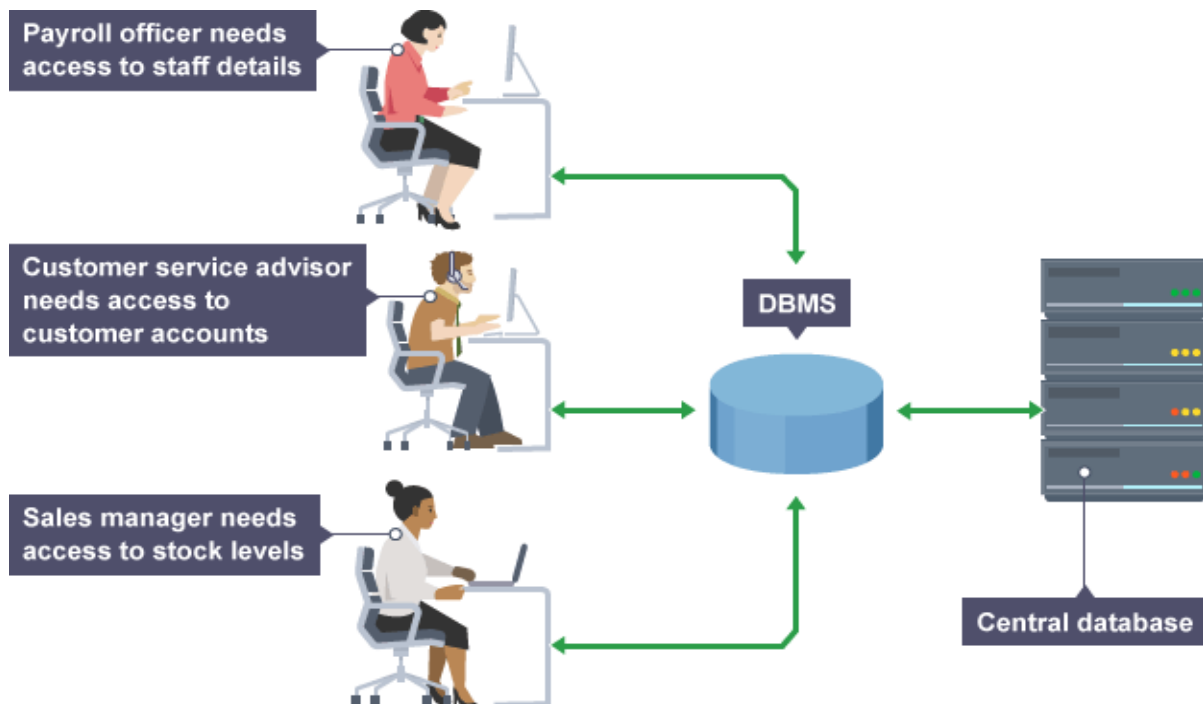 Payroll officer needs
access to staff details
Customer service advisor
needs access to
customer accounts
DBMS
Sales manager needs
access to stock levels
Central database